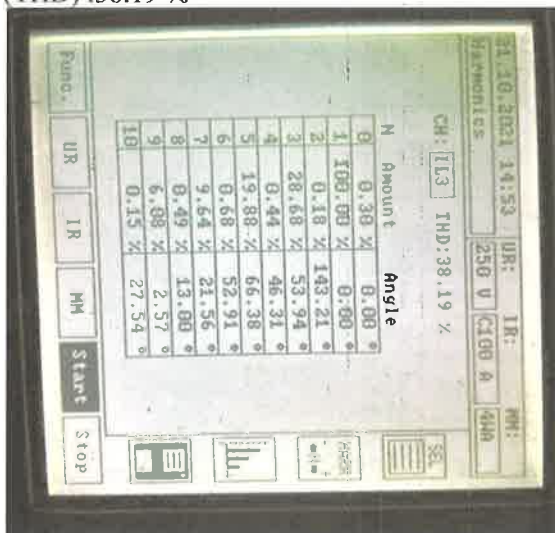 (THD) :38.19 %
21.10.2021 14:53 UR: IR: MM:
Harmonics 250 V C100 A
CH: IL3 THD:38.19 %
SEL
N Amount Angle
0 0.30 % 0.00 °
1 100.00 % 0.00 °
2 0.18 % 143.21 °
3 28.68 % 53.94 °
4 0.44 % 46.31 °
5 19.88 % 66.38 °
6 0.68 % 52.91 °
7 9.64 % 21.56 °
8 0.49 % 13.00 °
9 6.08 % 2.57 °
10 0.15 % 27.54 °
Func. UR IR MM Start Stop